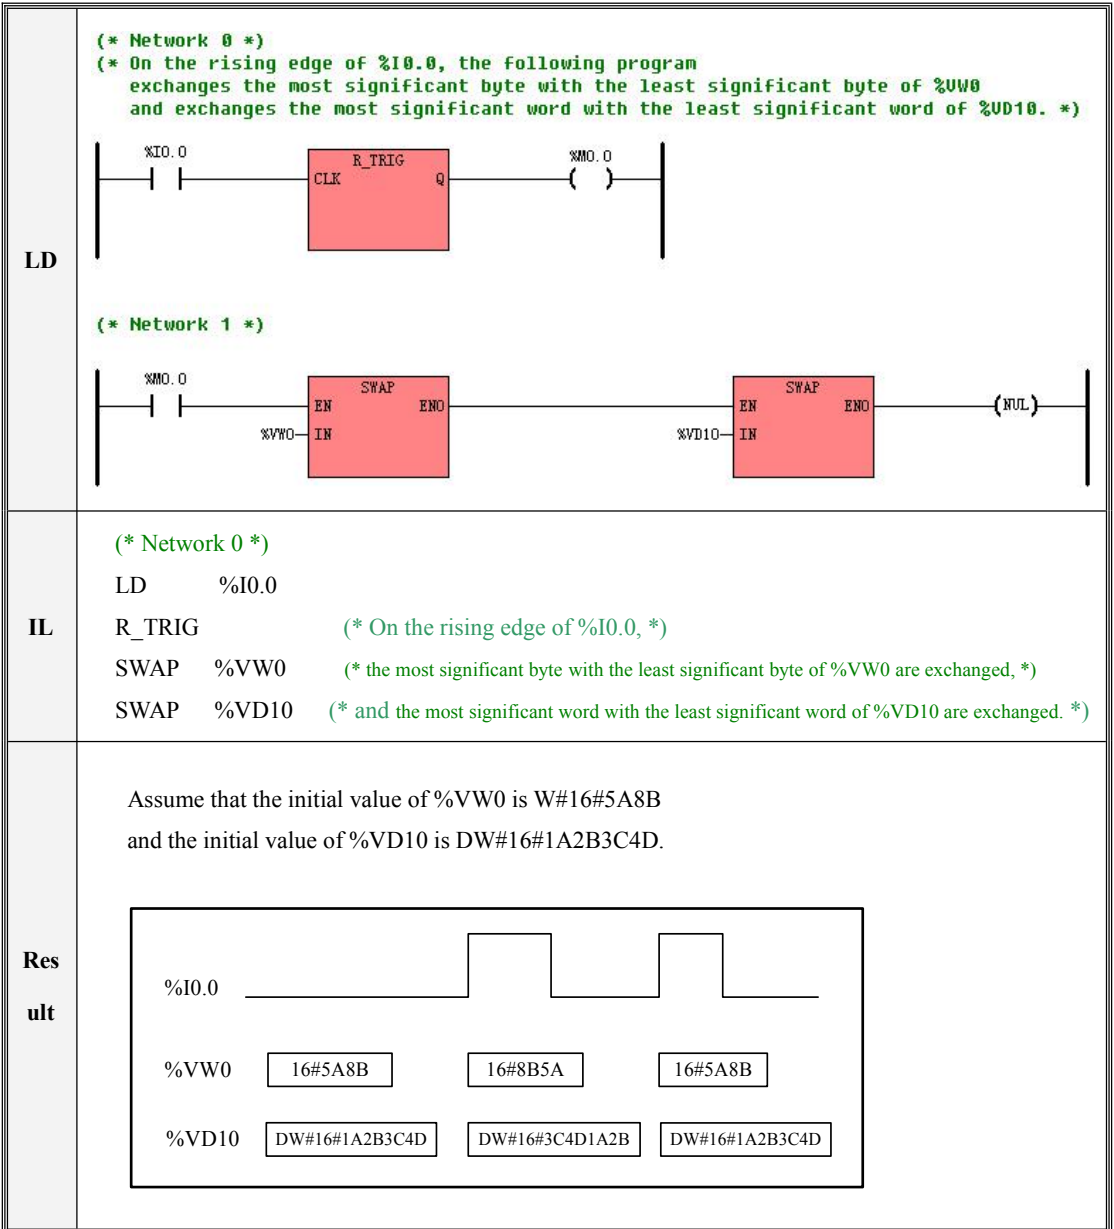 LD
(* Network 0 *)
(* On the rising edge of %I0.0, the following program
exchanges the most significant byte with the least significant byte of %VW0
and exchanges the most significant word with the least significant word of %VD10. *)
%I0.0 R_TRIG %M0.0
CLK Q
(* Network 1 *)
%M0.0 SWAP SWAP
EN ENO EN ENO (NUL)
%VW0 IN %VD10 IN
IL
(* Network 0 *)
LD %I0.0
R_TRIG (* On the rising edge of %I0.0, *)
SWAP %VW0 (* the most significant byte with the least significant byte of %VW0 are exchanged, *)
SWAP %VD10 (* and the most significant word with the least significant word of %VD10 are exchanged. *)
Res
ult
Assume that the initial value of %VW0 is W#16#5A8B
and the initial value of %VD10 is DW#16#1A2B3C4D.
%I0.0
%VW0 16#5A8B 16#8B5A 16#5A8B
%VD10 DW#16#1A2B3C4D DW#16#3C4D1A2B DW#16#1A2B3C4D